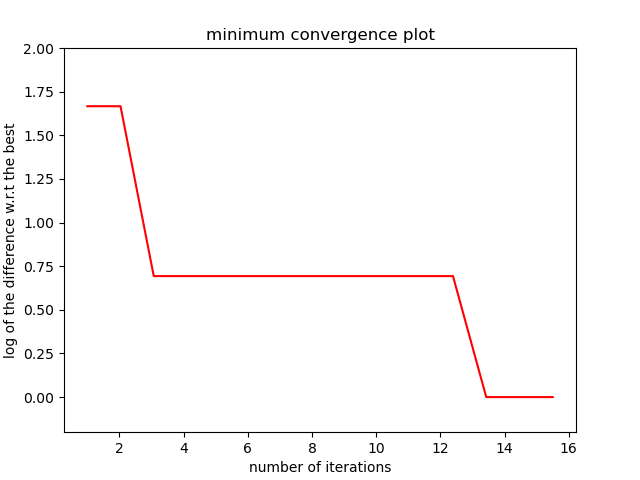 minimum convergence plot
2.00
1.75
1.50
1.25
1.00
0.75
0.50
0.25
0.00
log of the difference w.r.t the best
2 4 6 8 10 12 14 16
number of iterations